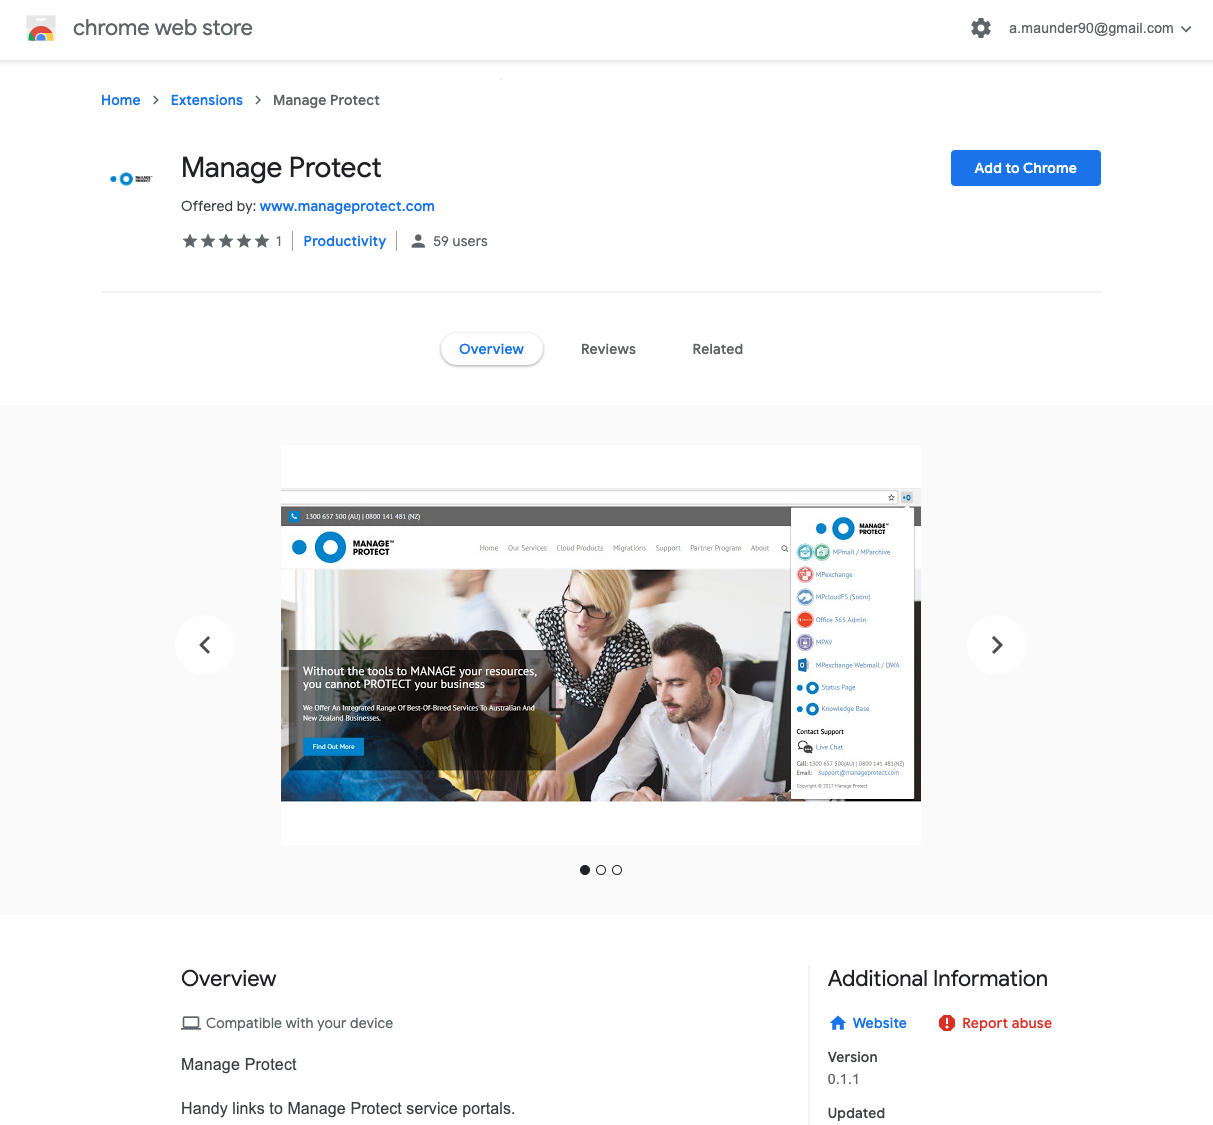 chrome web store
a.maunder90@gmail.com
Home > Extensions > Manage Protect
MANAGE™
PROTECT
Manage Protect
Add to Chrome
Offered by: www.manageprotect.com
1 Productivity 59 users
Overview Reviews Related
1300 657 500 (AU) | 0800 141 481 (NZ)
MANAGE™
PROTECT
Home Our Services Cloud Products Migrations Support Partner Program About
Without the tools to MANAGE your resources,
you cannot PROTECT your business
We Offer An Integrated Range Of Best-Of-Breed Services To Australian And
New Zealand Businesses.
Find Out More
MANAGE™
PROTECT
MPmail / MParchive
MPexchange
MPcloudFS (Soonr)
Office 365 Admin
MPAV
MPexchange Webmail / OWA
Status Page
Knowledge Base
Contact Support
Live Chat
Call: 1300 657 500(AU) | 0800 141 481(NZ)
Email: support@manageprotect.com
Copyright © 2017 Manage Protect
Overview
Compatible with your device
Manage Protect
Handy links to Manage Protect service portals.
Additional Information
Website Report abuse
Version
0.1.1
Updated